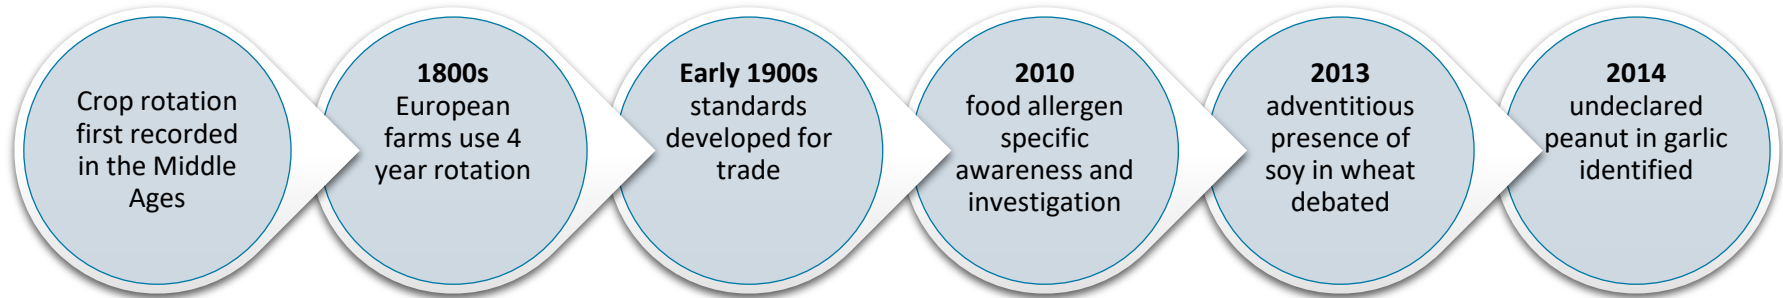 Crop rotation
first recorded
in the Middle
Ages
1800s
European
farms use 4
year rotation
Early 1900s
standards
developed for
trade
2010
food allergen
specific
awareness and
investigation
2013
adventitious
presence of
soy in wheat
debated
2014
undeclared
peanut in garlic
identified